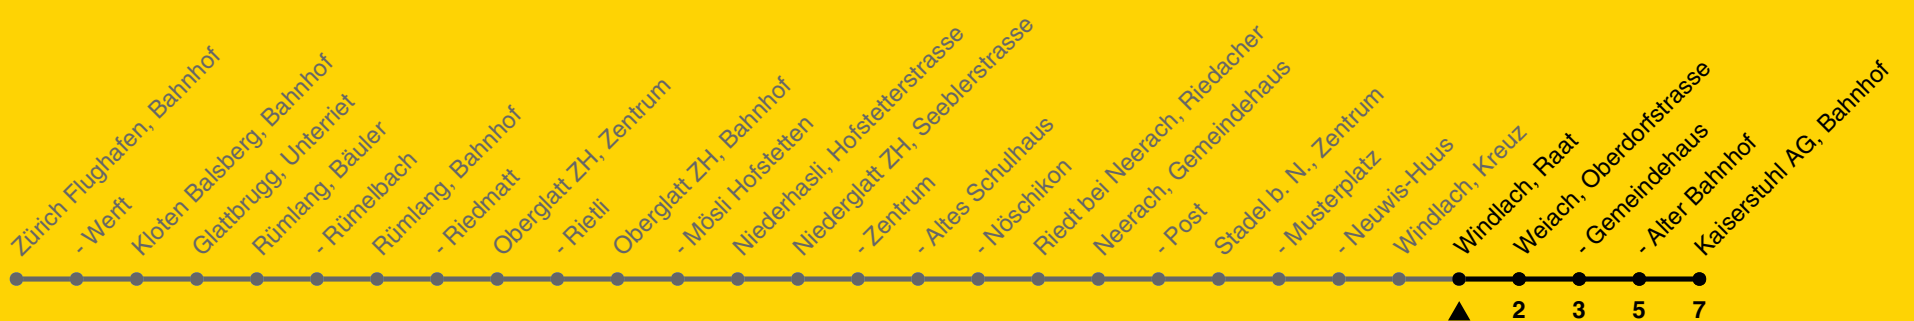 Zürich Flughafen, Bahnhof
- Werft
Kloten Balsberg, Bahnhof
Glattbrugg, Unterriet
Rümlang, Bäuler
- Rümelbach
Rümlang, Bahnhof
- Riedmatt
Oberglatt ZH, Zentrum
- Rietli
Oberglatt ZH, Bahnhof
- Mösli Hofstetten
Niederhasli, Hofstetterstrasse
Niederglatt ZH, Seeblerstrasse
- Zentrum
- Altes Schulhaus
- Nöschikon
Riedt bei Neerach, Riedacher
Neerach, Gemeindehaus
- Post
Stadel b. N., Zentrum
- Musterplatz
- Neuwis-Huus
Windlach, Kreuz
Windlach, Raat
Weiach, Oberdorfstrasse
- Gemeindehaus
- Alter Bahnhof
Kaiserstuhl AG, Bahnhof
2 3 5 7